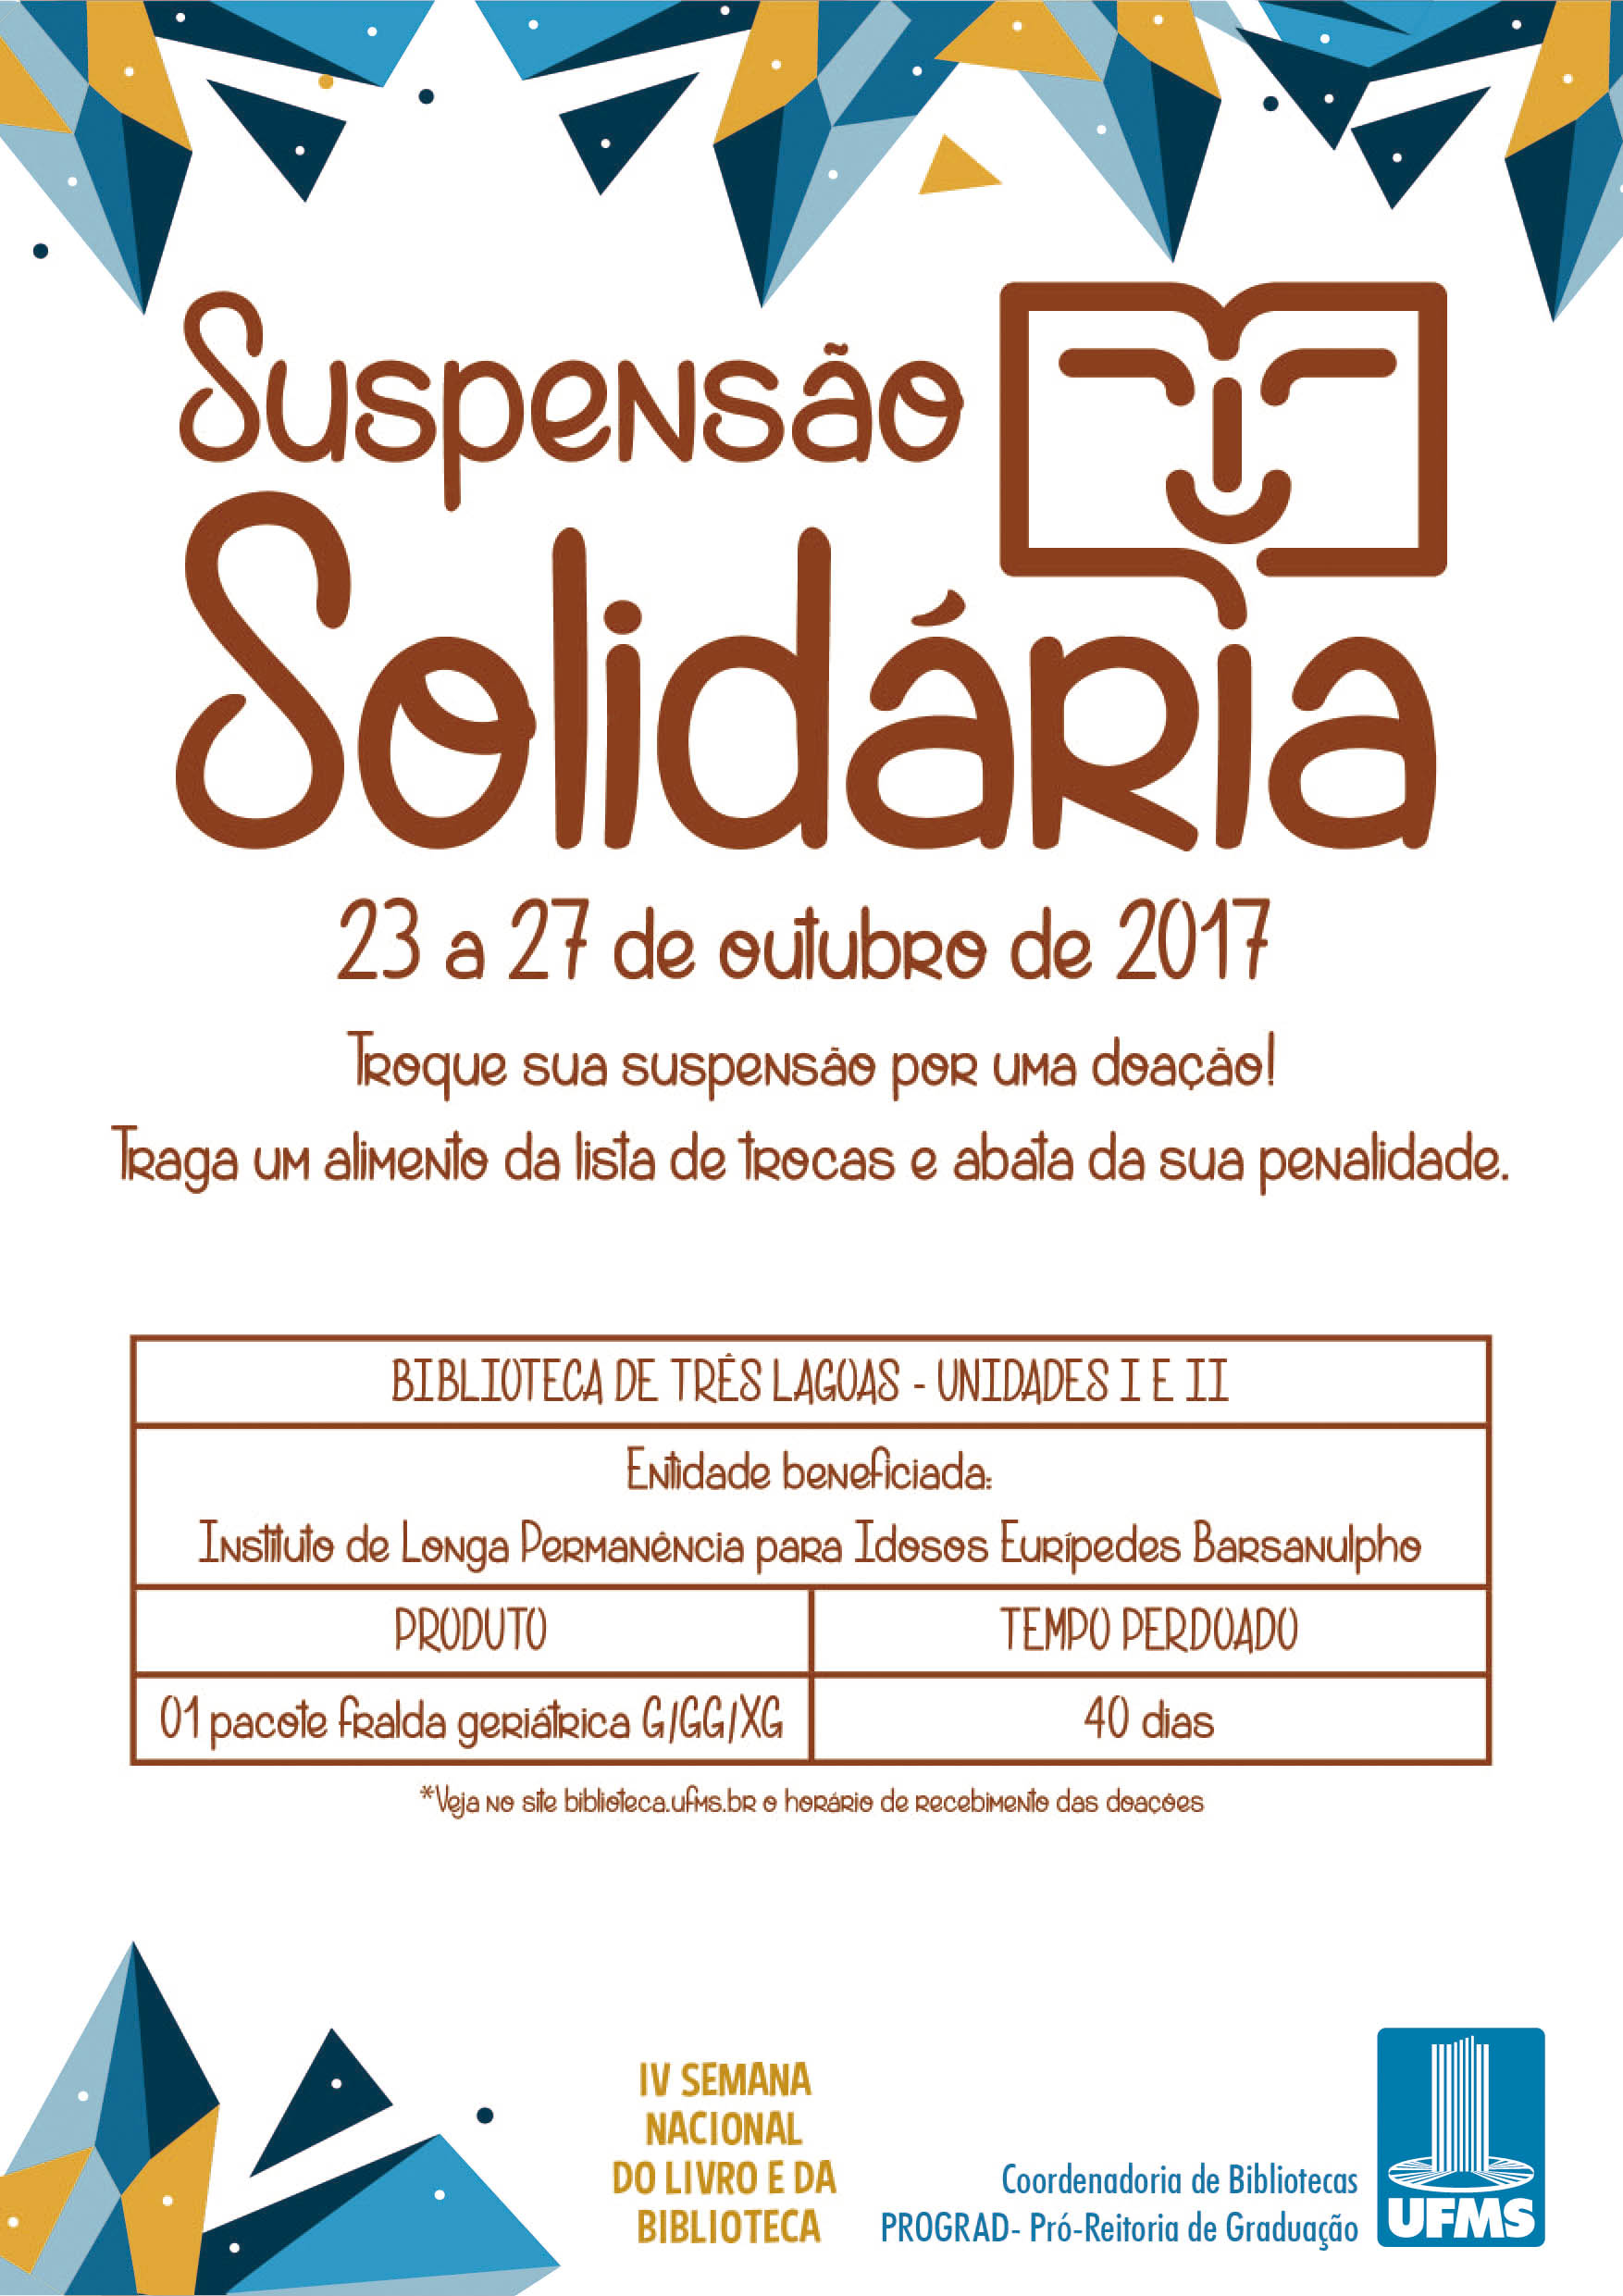 Suspensão
Solidária
23 a 27 de outubro de 2017
Troque sua suspensão por uma doação!
Traga um alimento da lista de trocas e abata da sua penalidade.
BIBLIOTECA DE TRÊS LAGOAS - UNIDADES I E II
Entidade beneficiada:
Instituto de Longa Permanência para Idosos Eurípedes Barsanulpho
PRODUTO
TEMPO PERDOADO
01 pacote fralda geriátrica G/GG/XG
40 dias
*Veja no site biblioteca.ufms.br o horário de recebimento das doações
IV SEMANA
NACIONAL
DO LIVRO E DA
BIBLIOTECA
Coordenadoria de Bibliotecas
PROGRAD- Pró-Reitoria de Graduação
UFMS